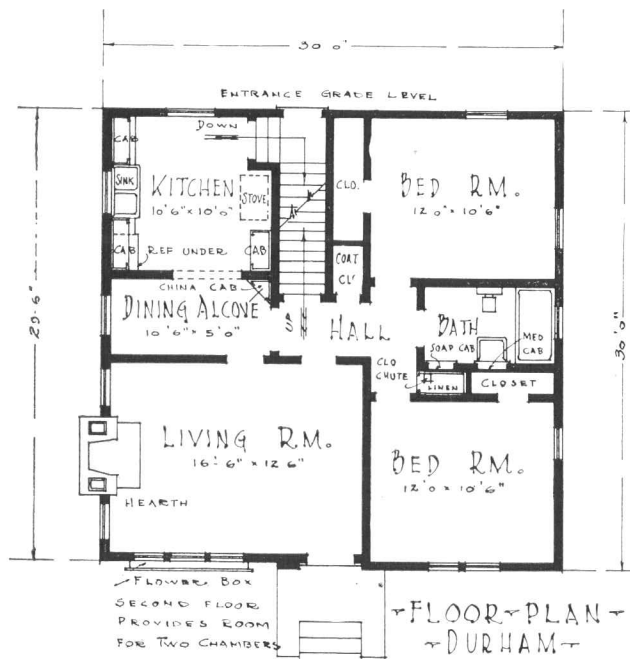 30'0"
ENTRANCE GRADE LEVEL
DOWN
CAB
SINK
KITCHEN
10'6" × 10'0"
STOVE
CLO.
BED RM.
12'0" × 10'6"
CAB
REF UNDER
CAB
COAT
CL'
CHINA CAB
DINING ALCOVE
10'6" × 5'0"
UP
HALL
BATH
SOAP CAB
MED
CAB
29'-6"
30'0"
CLO
CHUTE
LINEN
CLOSET
LIVING RM.
16'-6" × 12'6"
BED RM.
12'0 × 10'6"
HEARTH
FLOWER BOX
SECOND FLOOR
PROVIDES ROOM
FOR TWO CHAMBERS
FLOOR-PLAN
DURHAM